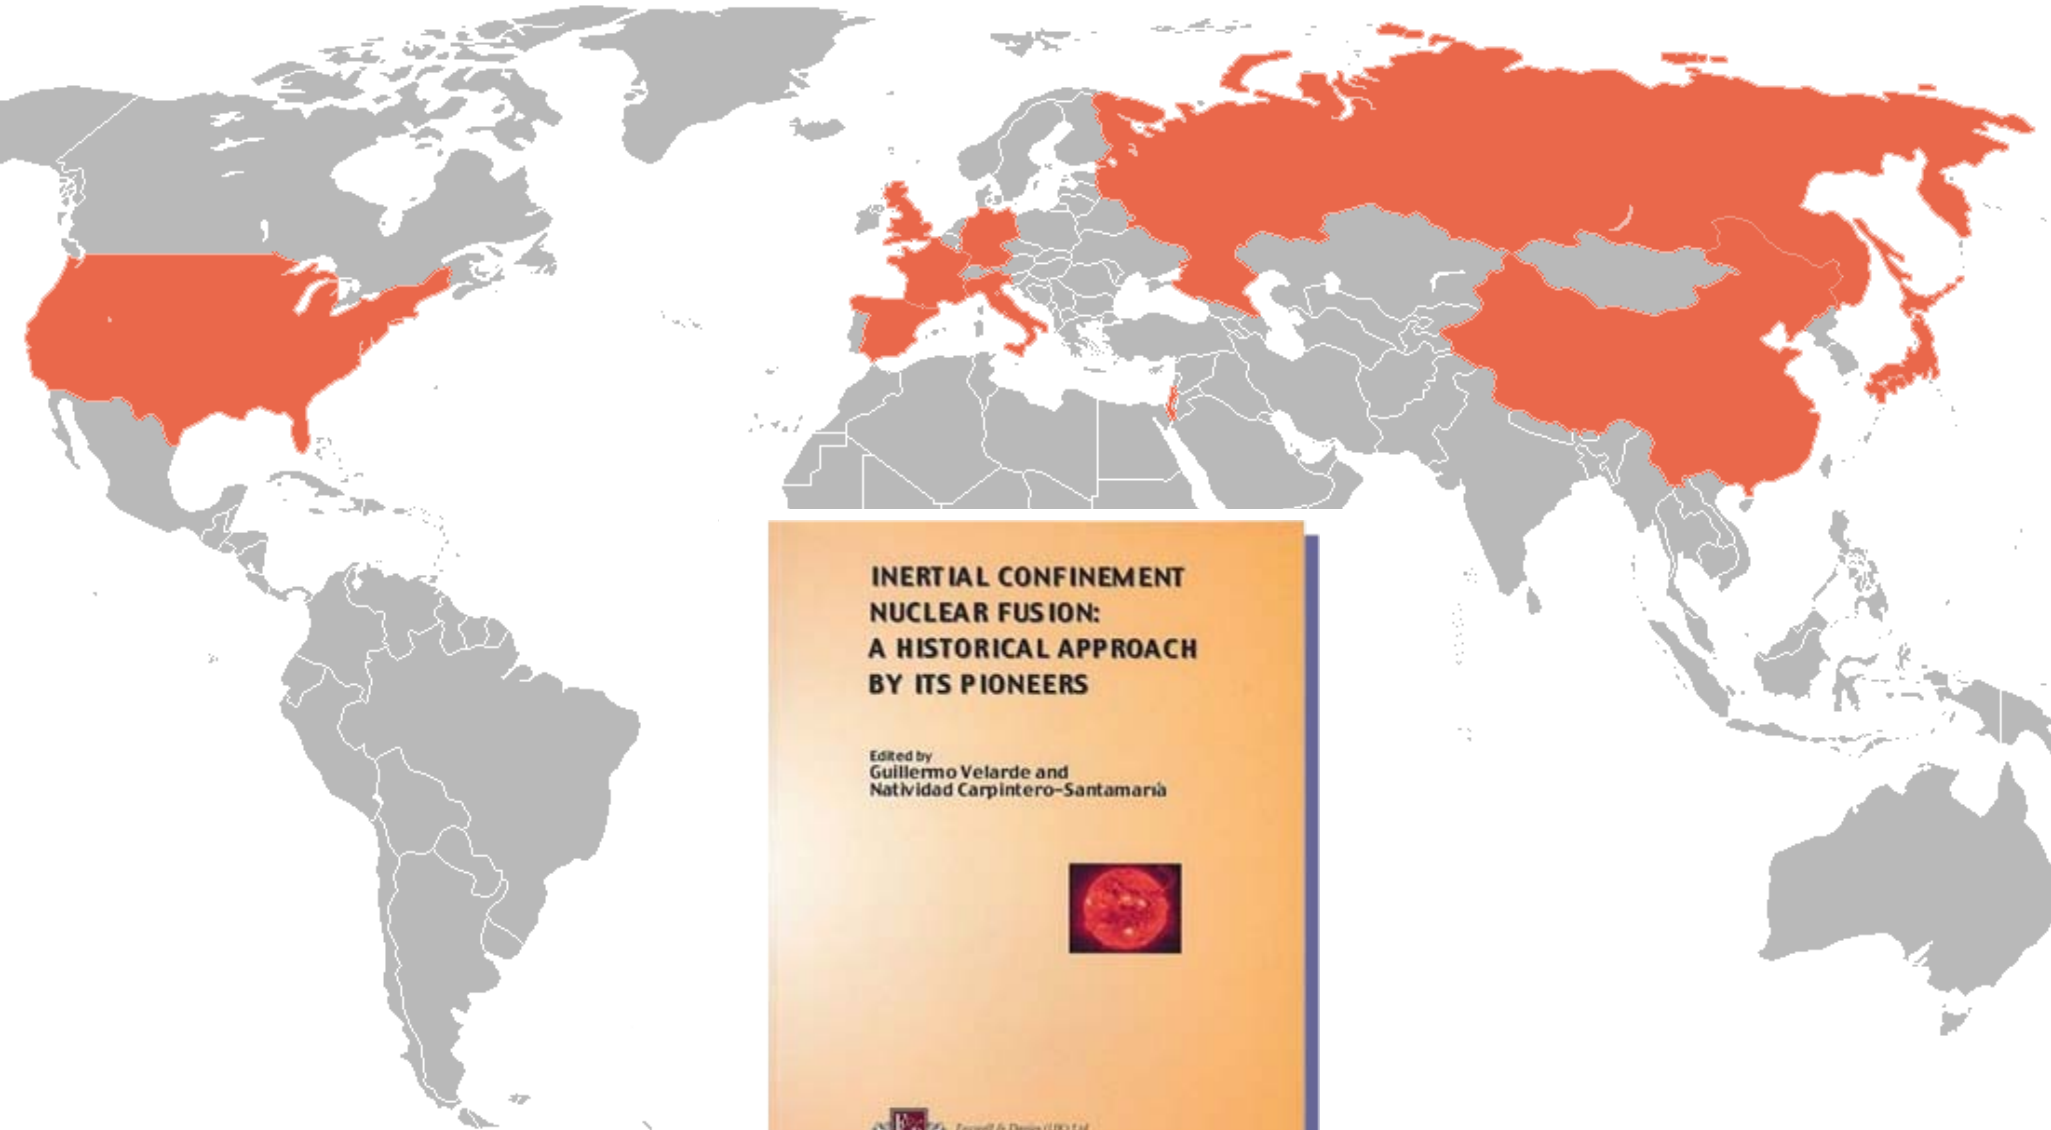 INERTIAL CONFINEMENT
NUCLEAR FUSION:
A HISTORICAL APPROACH
BY ITS PIONEERS
Edited by
Guillermo Velarde and
Natividad Carpintero-Santamaría